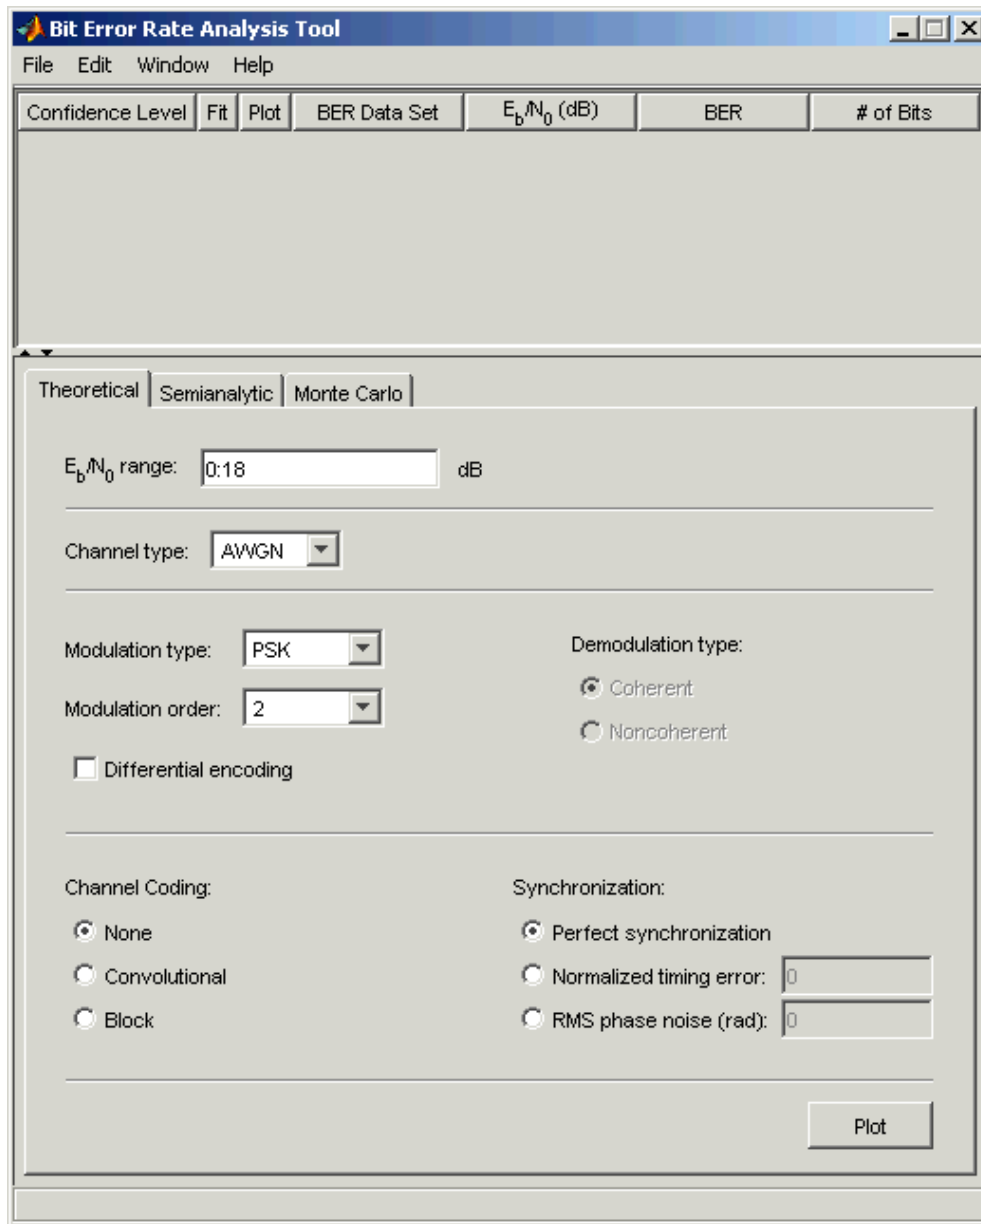 Bit Error Rate Analysis Tool
File Edit Window Help
Confidence Level Fit Plot BER Data Set Eb/N0 (dB) BER # of Bits
Theoretical Semianalytic Monte Carlo
Eb/N0 range: 0:18 dB
Channel type: AWGN
Modulation type: PSK Demodulation type:
Coherent
Modulation order: 2
Noncoherent
Differential encoding
Channel Coding: Synchronization:
None Perfect synchronization
Convolutional Normalized timing error: 0
Block RMS phase noise (rad): 0
Plot